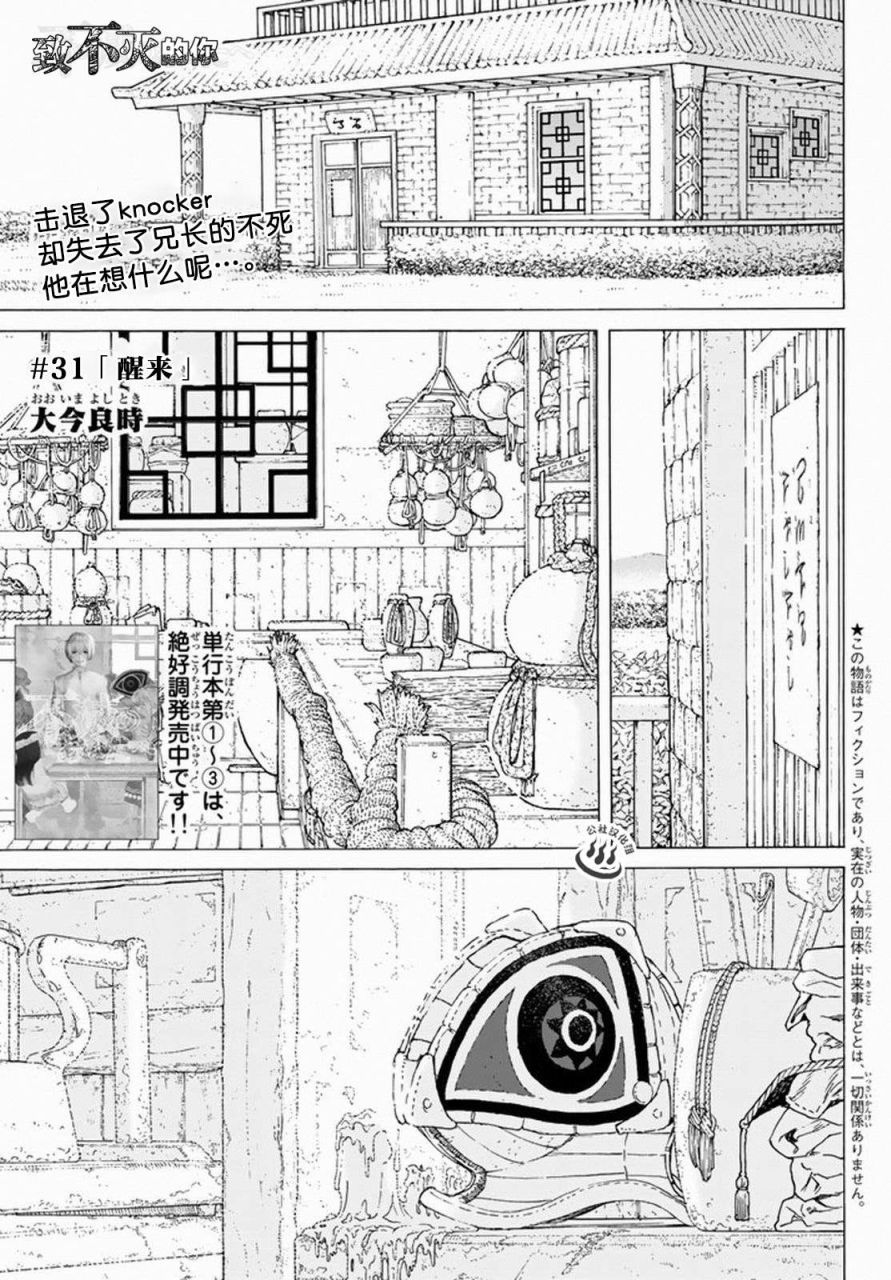 致不灭的你
击退了knocker
却失去了兄长的不死
他在想什么呢…。
#31「醒来」
おおいまよしとき
大今良時
単行本第①〜③は、
絶好調発売中です!!
公社汉化组
★この物語はフィクションであり、実在の人物・団体・出来事などとは、一切関係ありません。